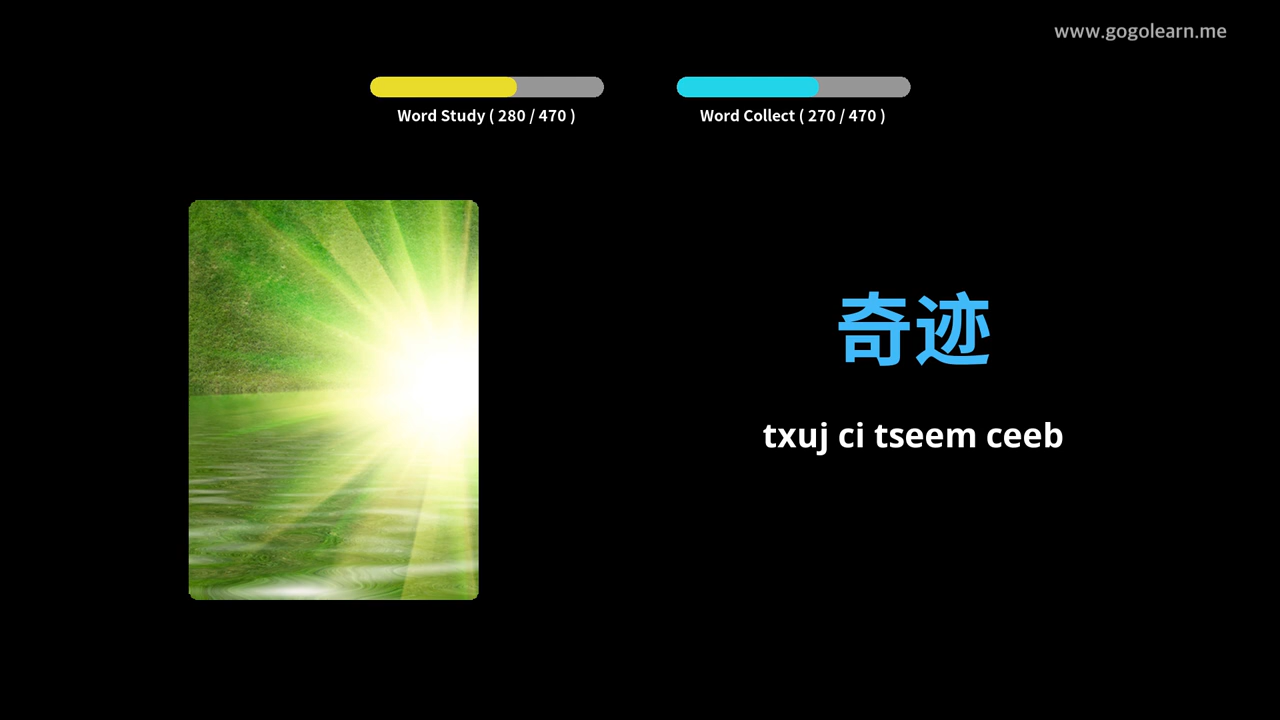 www.gogolearn.me
Word Study ( 280 / 470 )
Word Collect ( 270 / 470 )
奇迹
txuj ci tseem ceeb